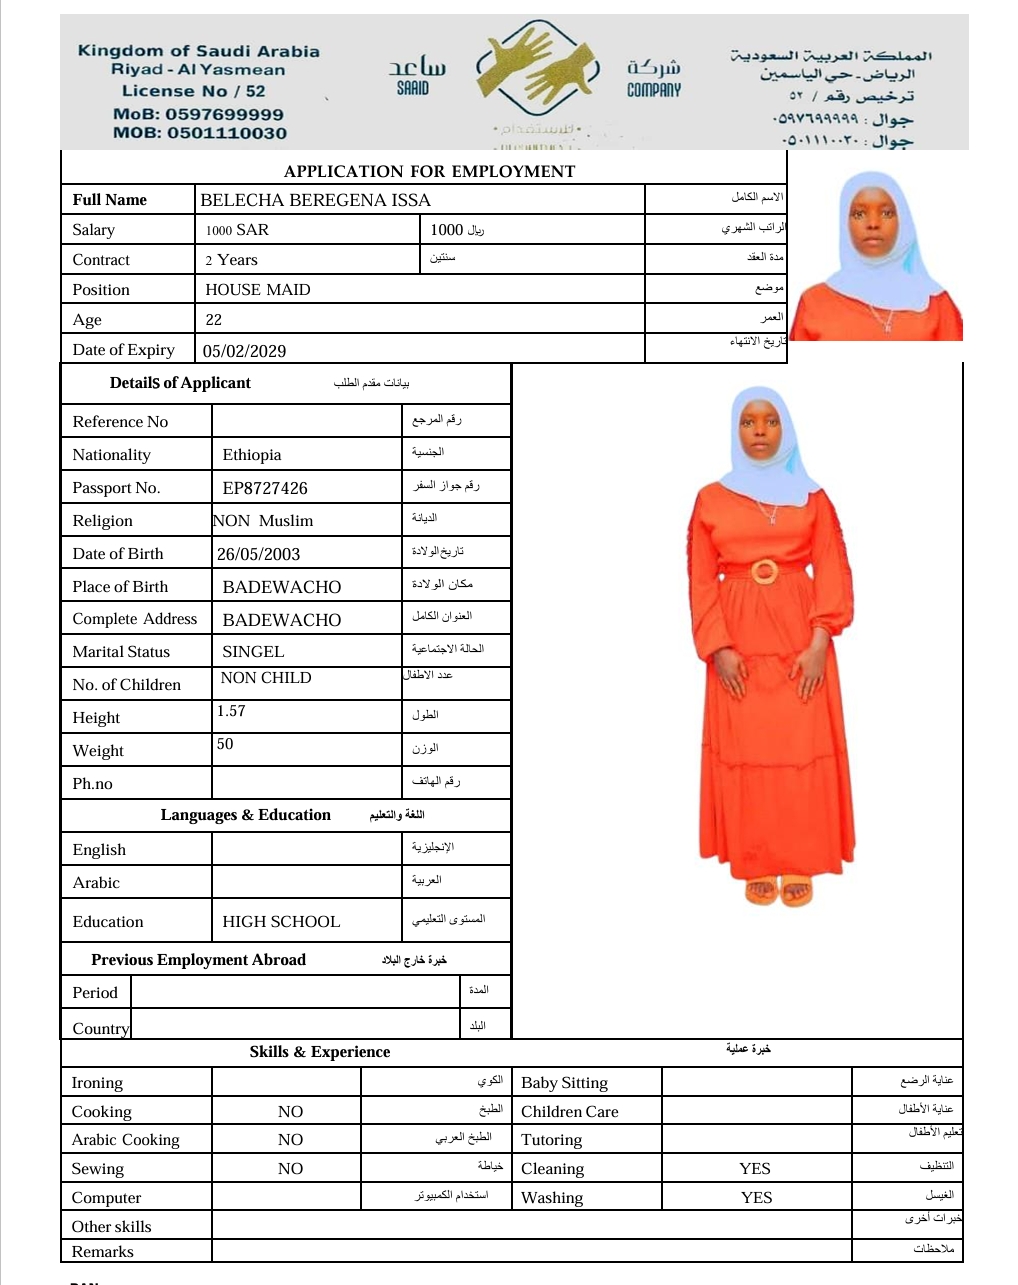 Kingdom of Saudi Arabia
Riyad - Al Yasmean
License No / 52
MoB: 0597699999
MOB: 0501110030
ساعد
SAAID
شركة
COMPANY
للاستقدام
المملكة العربية السعودية
الرياض - حي الياسمين
ترخيص رقم / ٥٢
جوال : ٠٥٩٧٦٩٩٩٩٩
جوال : ٠٥٠١١١٠٠٣٠
APPLICATION FOR EMPLOYMENT
Full Name BELECHA BEREGENA ISSA الاسم الكامل
Salary 1000 SAR 1000 ريال الراتب الشهري
Contract 2 Years سنتين مدة العقد
Position HOUSE MAID موضع
Age 22 العمر
Date of Expiry 05/02/2029 تاريخ الانتهاء
Details of Applicant بيانات مقدم الطلب
Reference No رقم المرجع
Nationality Ethiopia الجنسية
Passport No. EP8727426 رقم جواز السفر
Religion NON Muslim الديانة
Date of Birth 26/05/2003 تاريخ الولادة
Place of Birth BADEWACHO مكان الولادة
Complete Address BADEWACHO العنوان الكامل
Marital Status SINGEL الحالة الاجتماعية
No. of Children NON CHILD عدد الاطفال
Height 1.57 الطول
Weight 50 الوزن
Ph.no رقم الهاتف
Languages & Education اللغة والتعليم
English الإنجليزية
Arabic العربية
Education HIGH SCHOOL المستوى التعليمي
Previous Employment Abroad خبرة خارج البلاد
Period المدة
Country البلد
Skills & Experience خبرة عملية
Ironing الكوي Baby Sitting عناية الرضع
Cooking NO الطبخ Children Care عناية الأطفال
Arabic Cooking NO الطبخ العربي Tutoring تعليم الأطفال
Sewing NO خياطة Cleaning YES التنظيف
Computer استخدام الكمبيوتر Washing YES الغيسل
Other skills خبرات أخرى
Remarks ملاحظات